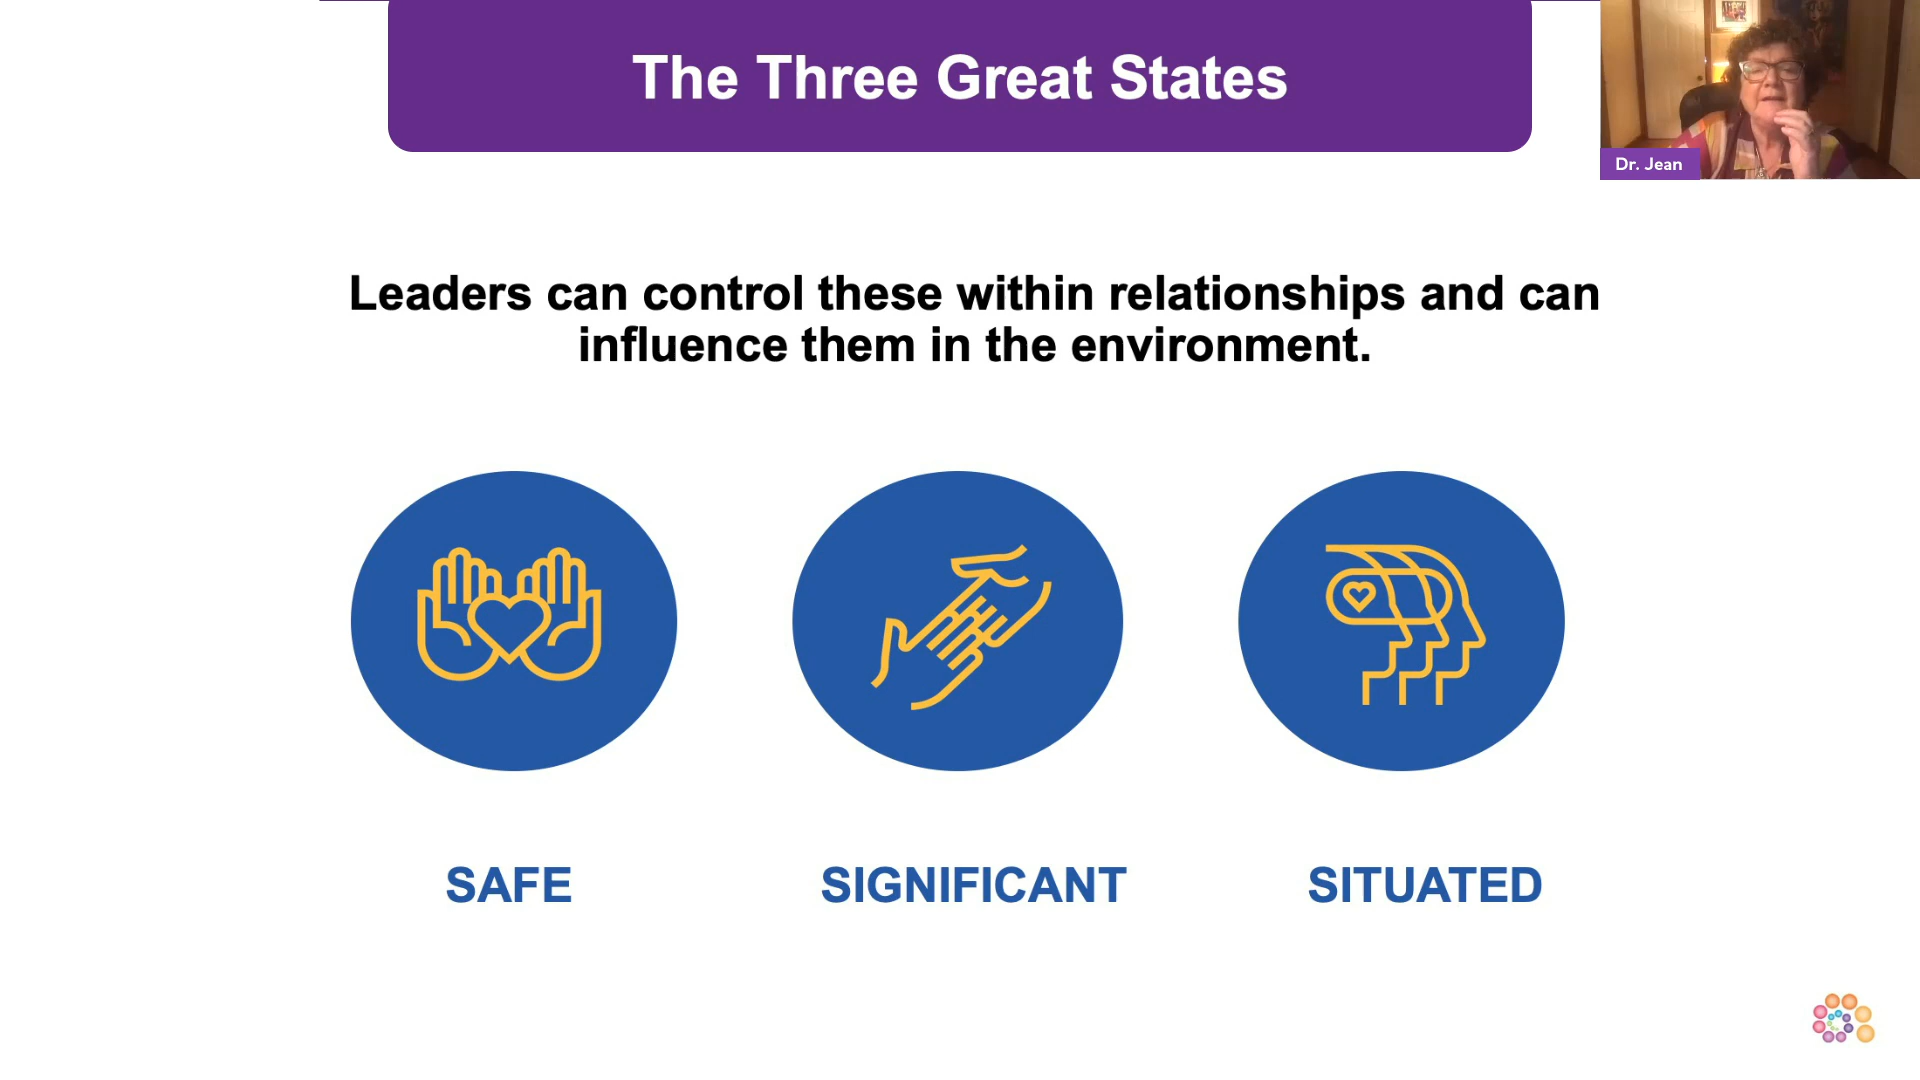 The Three Great States
Dr. Jean
Leaders can control these within relationships and can
influence them in the environment.
SAFE
SIGNIFICANT
SITUATED